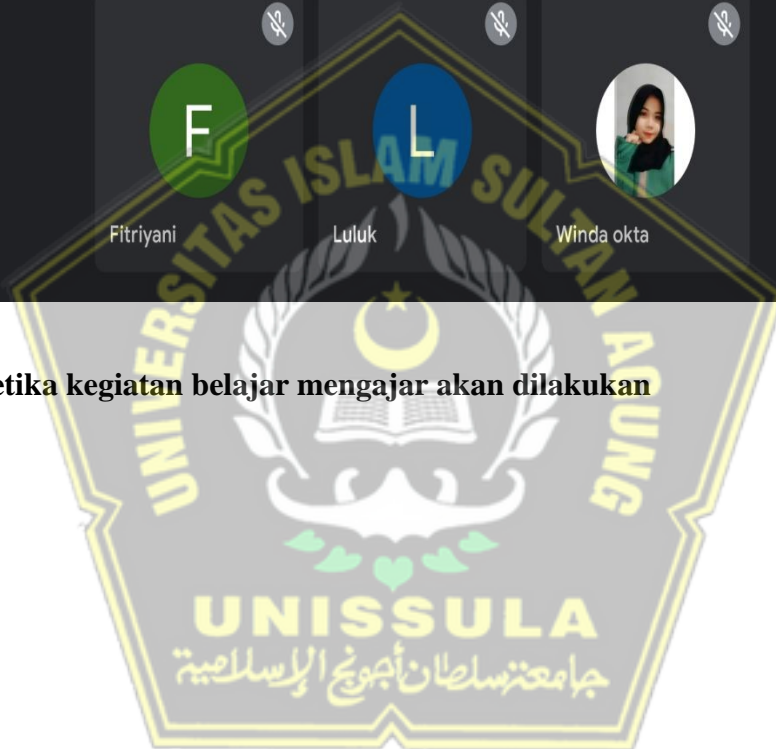 F L
Fitriyani Luluk Winda okta
etika kegiatan belajar mengajar akan dilakukan
UNIVERSITAS ISLAM SULTAN AGUNG
UNISSULA
جامعة سلطان أجونج الإسلامية